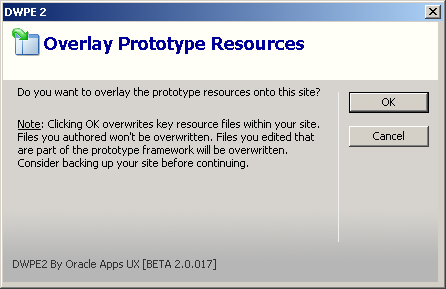 DWPE 2
Overlay Prototype Resources
Do you want to overlay the prototype resources onto this site?
OK
Note: Clicking OK overwrites key resource files within your site.
Files you authored won't be overwritten. Files you edited that
are part of the prototype framework will be overwritten.
Consider backing up your site before continuing.
Cancel
DWPE2 By Oracle Apps UX [BETA 2.0.017]